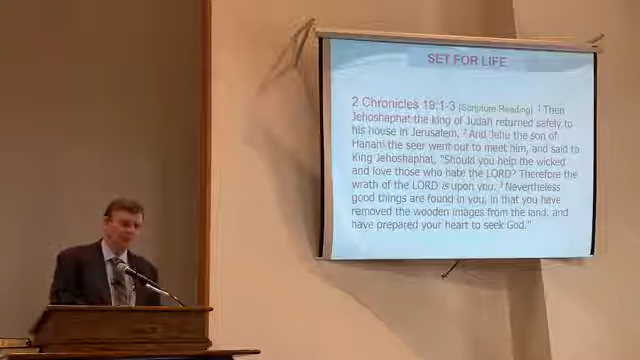 SET FOR LIFE
2 Chronicles 19:1-3 (Scripture Reading) 1 Then
Jehoshaphat the king of Judah returned safely to
his house in Jerusalem. 2 And Jehu the son of
Hanani the seer went out to meet him, and said to
King Jehoshaphat, "Should you help the wicked
and love those who hate the LORD? Therefore the
wrath of the LORD is upon you. 3 Nevertheless
good things are found in you, in that you have
removed the wooden images from the land, and
have prepared your heart to seek God."